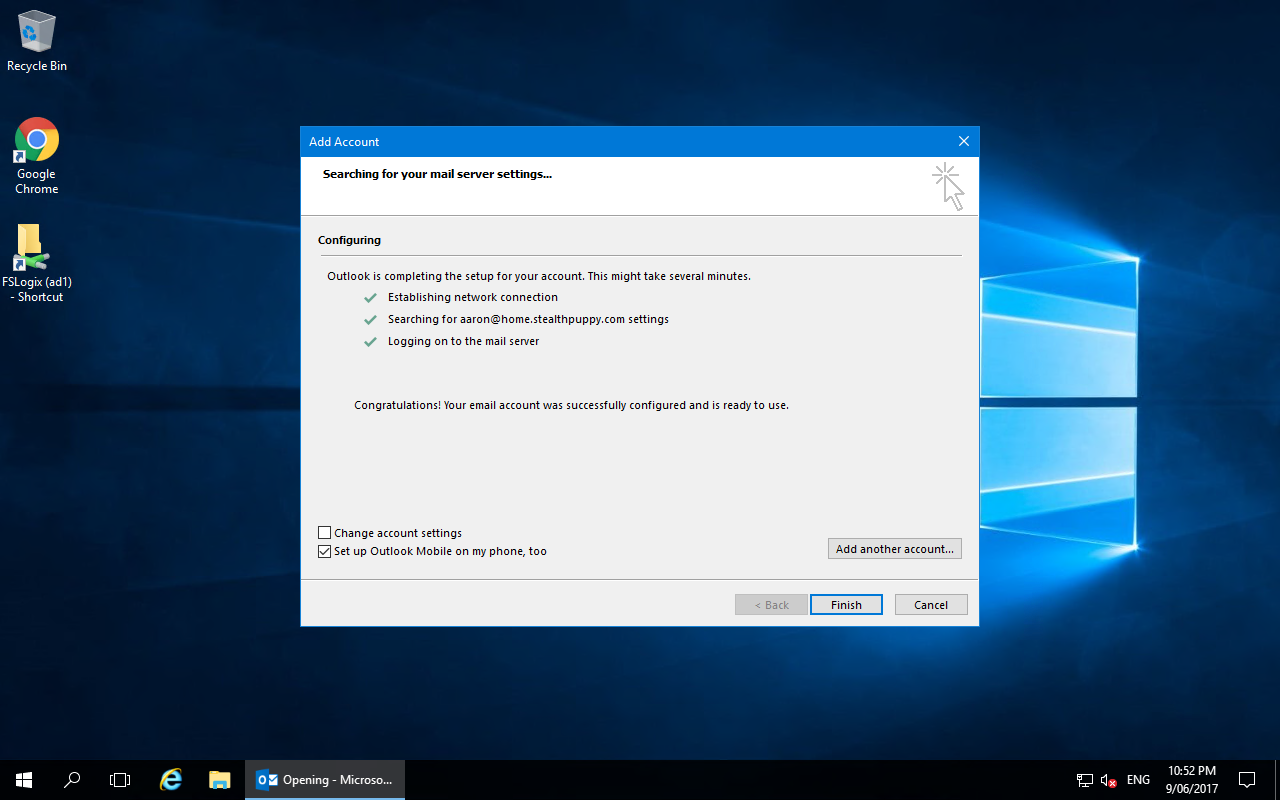 Recycle Bin
Google
Chrome
FSLogix (ad1)
- Shortcut
Add Account
Searching for your mail server settings...
Configuring
Outlook is completing the setup for your account. This might take several minutes.
Establishing network connection
Searching for aaron@home.stealthpuppy.com settings
Logging on to the mail server
Congratulations! Your email account was successfully configured and is ready to use.
Change account settings
Set up Outlook Mobile on my phone, too
Add another account...
< Back
Finish
Cancel
Opening - Microso...
ENG
10:52 PM
9/06/2017